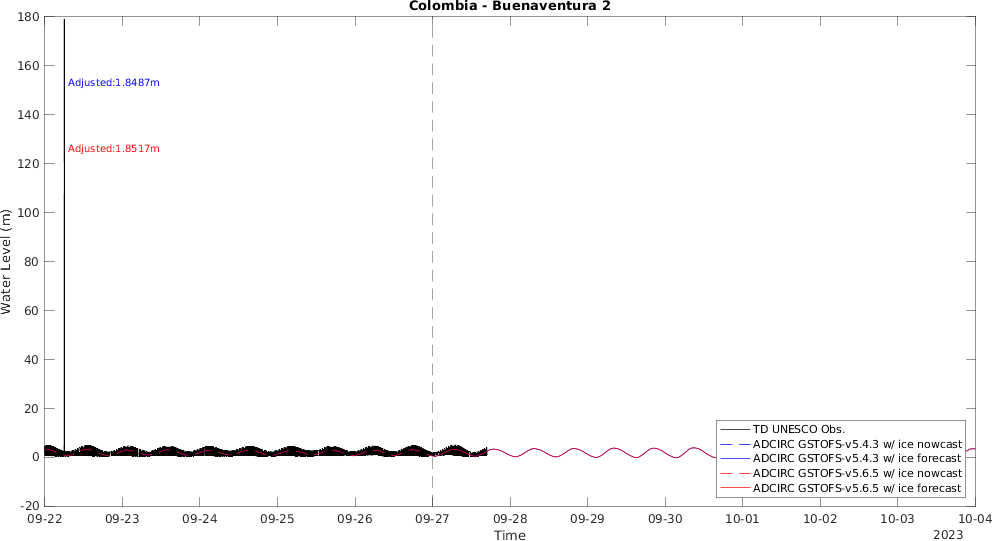 Colombia - Buenaventura 2
Water Level (m)
180
160
140
120
100
80
60
40
20
0
-20
Adjusted:1.8487m
Adjusted:1.8517m
TD UNESCO Obs.
ADCIRC GSTOFS-v5.4.3 w/ ice nowcast
ADCIRC GSTOFS-v5.4.3 w/ ice forecast
ADCIRC GSTOFS-v5.6.5 w/ ice nowcast
ADCIRC GSTOFS-v5.6.5 w/ ice forecast
09-22 09-23 09-24 09-25 09-26 09-27 09-28 09-29 09-30 10-01 10-02 10-03 10-04
Time
2023